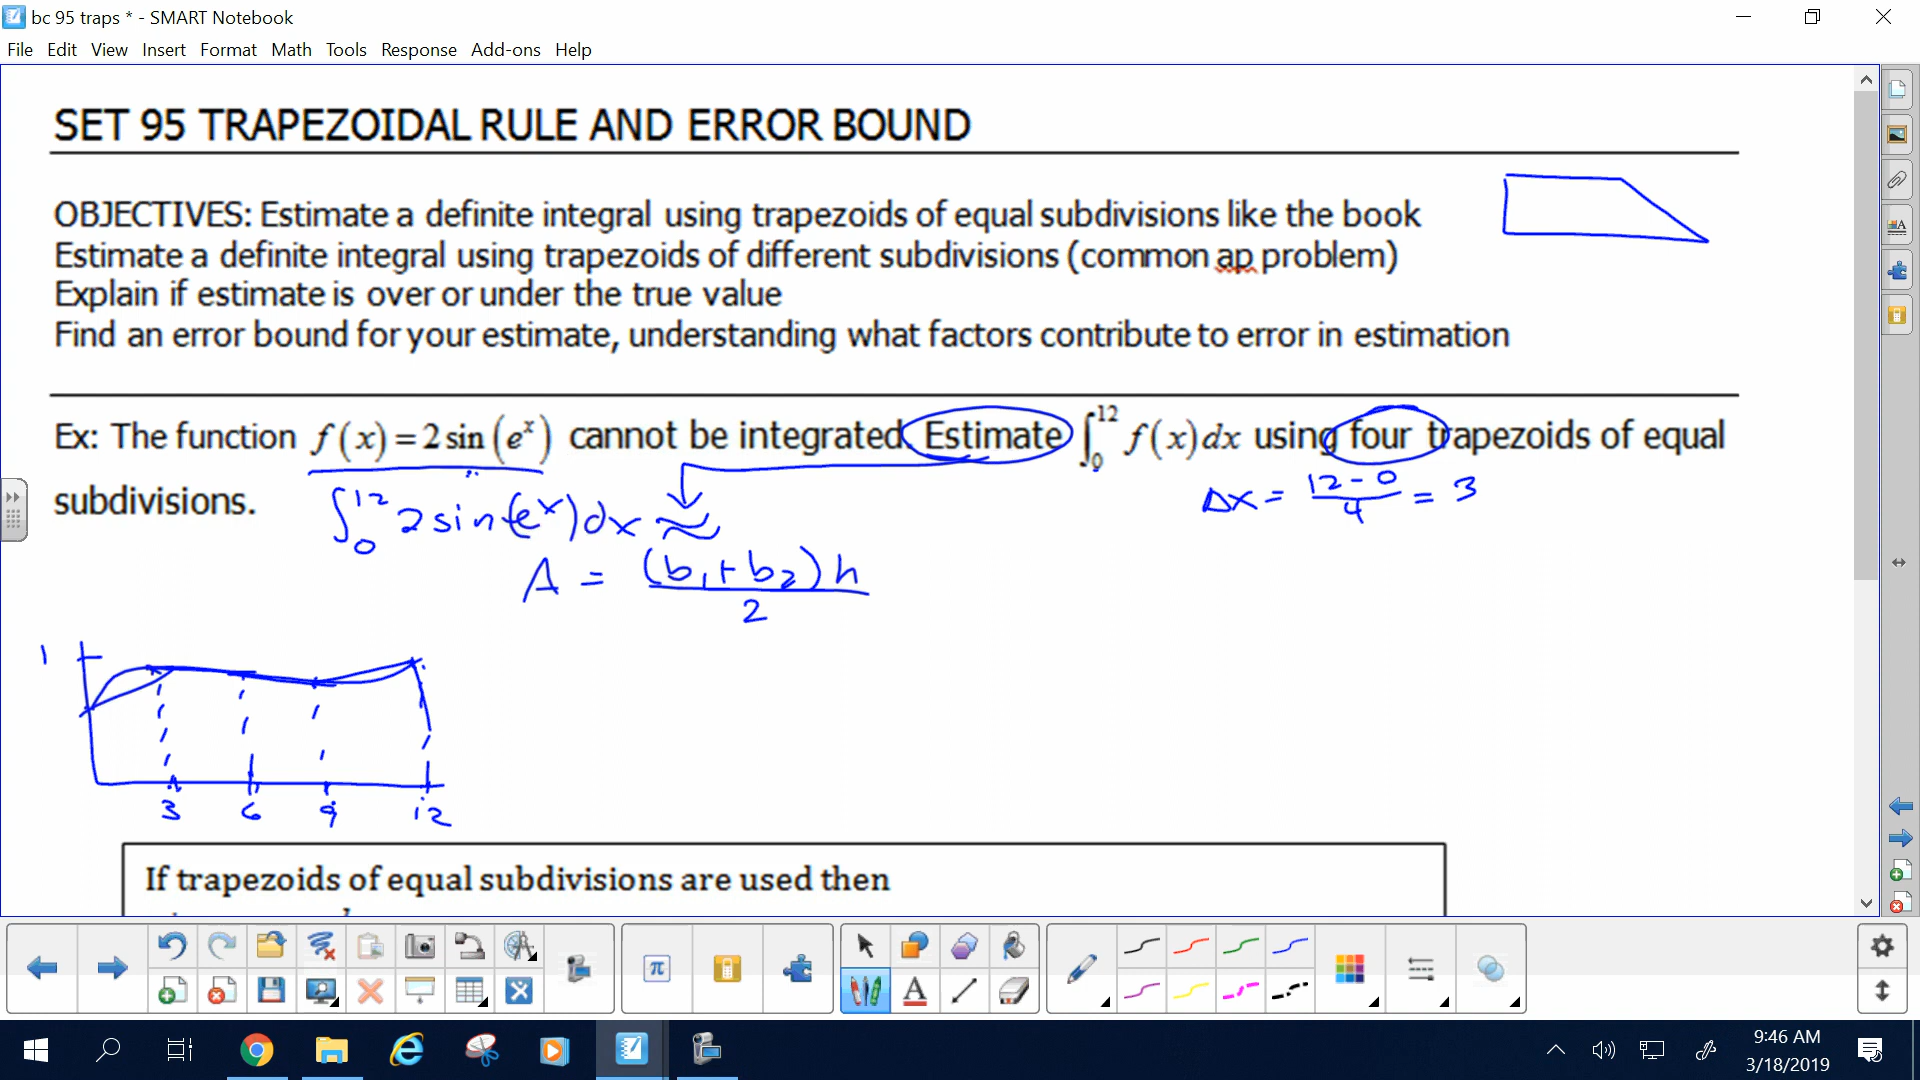 bc 95 traps * - SMART Notebook
File Edit View Insert Format Math Tools Response Add-ons Help
SET 95 TRAPEZOIDAL RULE AND ERROR BOUND
OBJECTIVES: Estimate a definite integral using trapezoids of equal subdivisions like the book
Estimate a definite integral using trapezoids of different subdivisions (common ap problem)
Explain if estimate is over or under the true value
Find an error bound for your estimate, understanding what factors contribute to error in estimation
Ex: The function f(x) = 2 sin(e^x) cannot be integrated. Estimate ∫_0^12 f(x)dx using four trapezoids of equal
subdivisions.
∫_0^12 2 sin(e^x)dx ≈
Δx = (12 - 0)/4 = 3
A = (b₁ + b₂)h/2
1
3 6 9 12
If trapezoids of equal subdivisions are used then
9:46 AM
3/18/2019